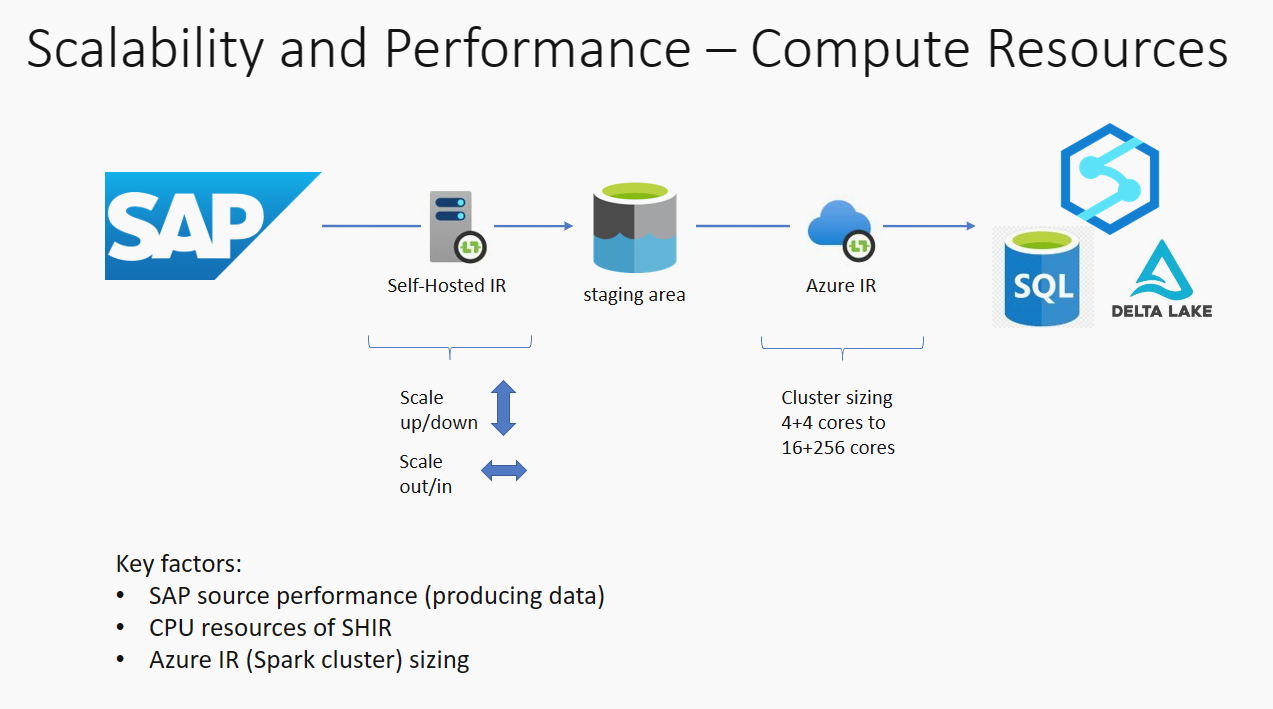 Scalability and Performance – Compute Resources
SAP
Self-Hosted IR
staging area
Azure IR
SQL
DELTA LAKE
Scale
up/down
Scale
out/in
Cluster sizing
4+4 cores to
16+256 cores
Key factors:
• SAP source performance (producing data)
• CPU resources of SHIR
• Azure IR (Spark cluster) sizing